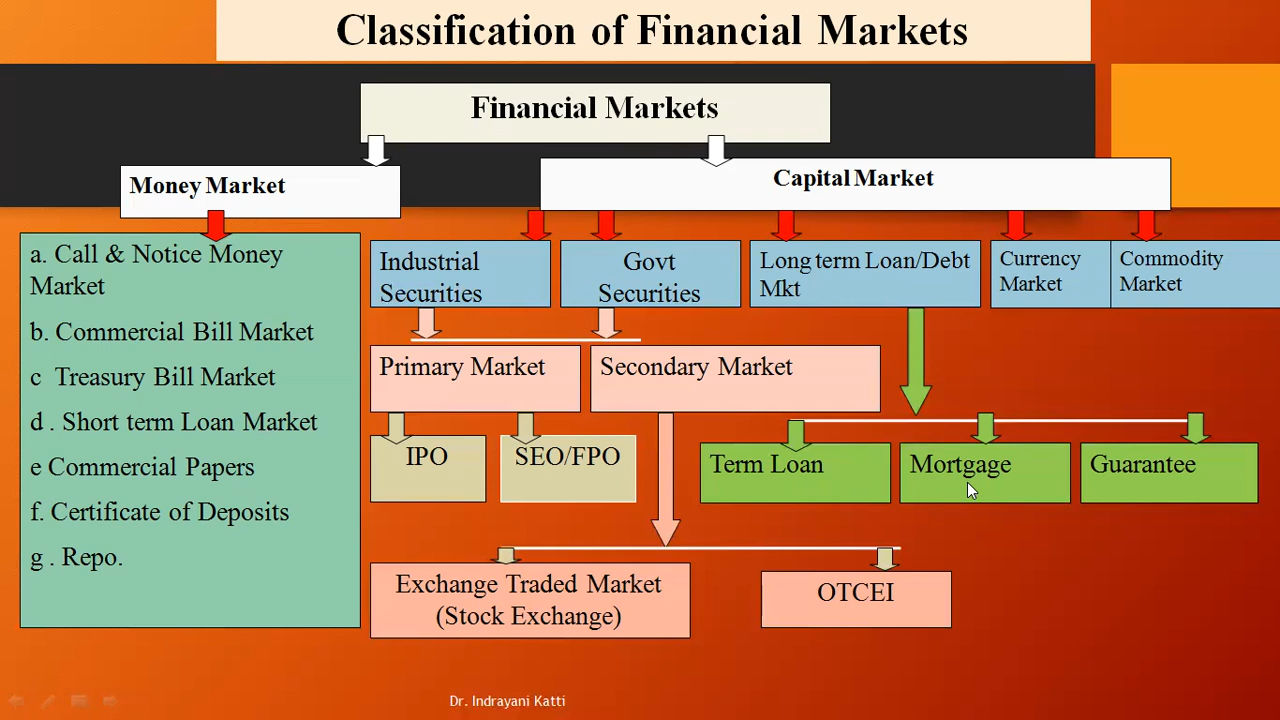 Classification of Financial Markets
Financial Markets
Money Market
Capital Market
a. Call & Notice Money
Market
b. Commercial Bill Market
c Treasury Bill Market
d . Short term Loan Market
e Commercial Papers
f. Certificate of Deposits
g . Repo.
Industrial
Securities
Govt
Securities
Long term Loan/Debt
Mkt
Currency
Market
Commodity
Market
Primary Market
Secondary Market
IPO
SEO/FPO
Term Loan
Mortgage
Guarantee
Exchange Traded Market
(Stock Exchange)
OTCEI
Dr. Indrayani Katti